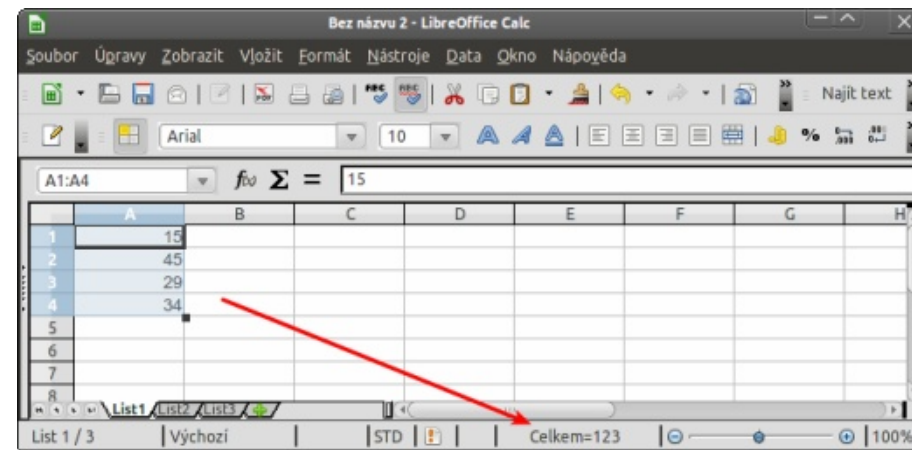 Bez názvu 2 - LibreOffice Calc
Soubor Úpravy Zobrazit Vložit Formát Nástroje Data Okno Nápověda
Najít text
Arial 10 %
A1:A4 f(x) Σ = 15
A B C D E F G H
1 15
2 45
3 29
4 34
5
6
7
8
List1 List2 List3
List 1 / 3 Výchozí STD Celkem=123 100%